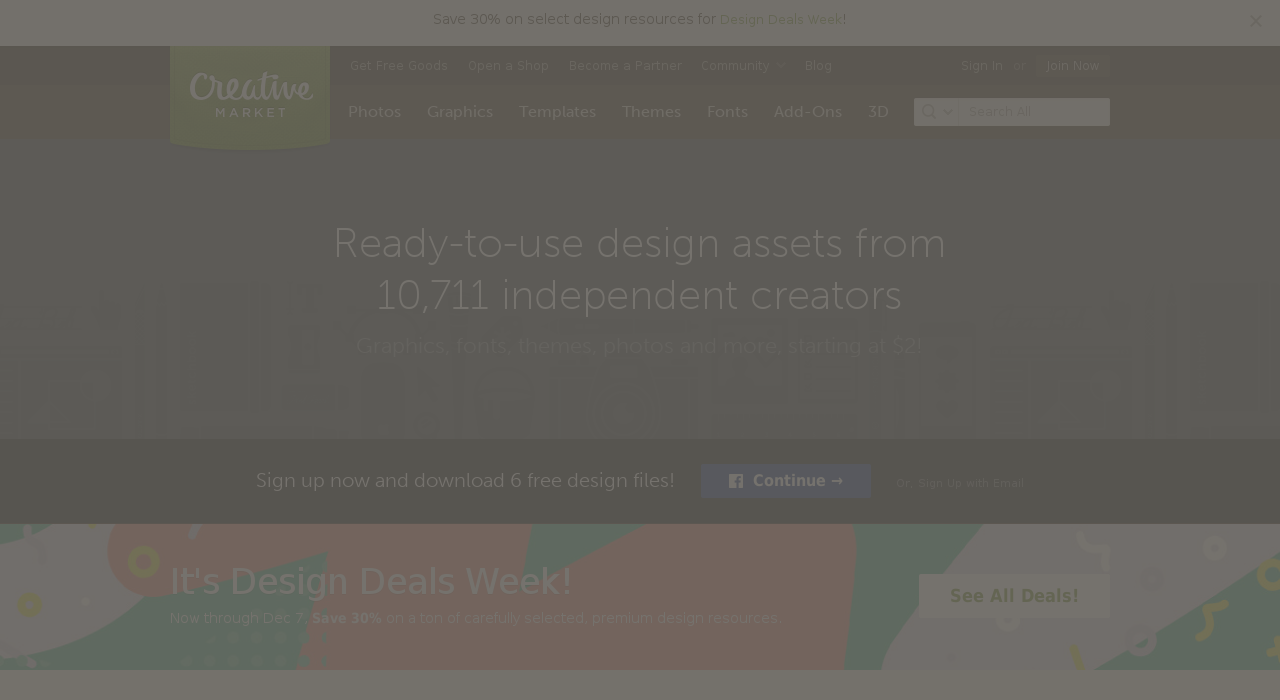 Save 30% on select design resources for Design Deals Week!
Get Free Goods Open a Shop Become a Partner Community Blog Sign In or Join Now
Creative
MARKET
Photos Graphics Templates Themes Fonts Add-Ons 3D Search All
Ready-to-use design assets from
10,711 independent creators
Graphics, fonts, themes, photos and more, starting at $2!
Sign up now and download 6 free design files! Continue → Or, Sign Up with Email
It's Design Deals Week!
Now through Dec 7: Save 30% on a ton of carefully selected, premium design resources.
See All Deals!